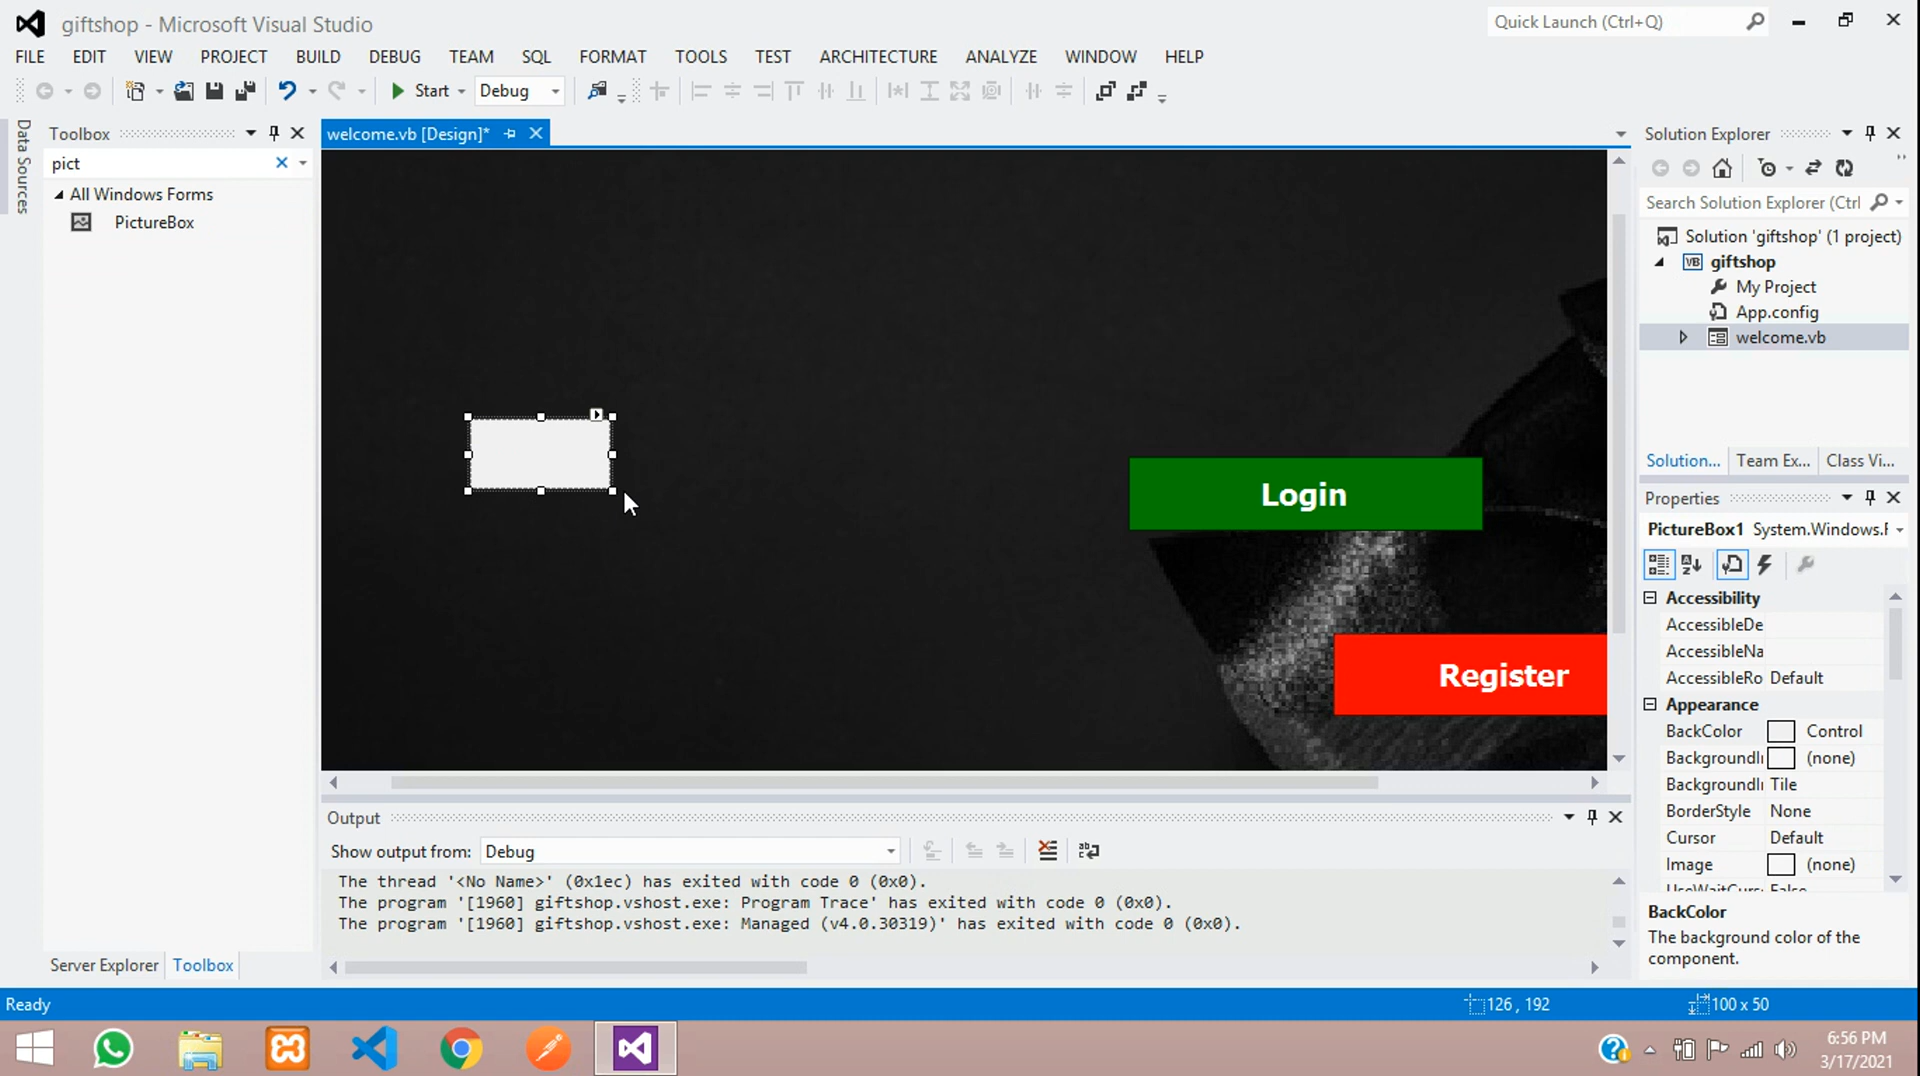 giftshop - Microsoft Visual Studio
Quick Launch (Ctrl+Q)
FILE EDIT VIEW PROJECT BUILD DEBUG TEAM SQL FORMAT TOOLS TEST ARCHITECTURE ANALYZE WINDOW HELP
Start Debug
Data Sources
Toolbox
pict
All Windows Forms
PictureBox
Server Explorer Toolbox
welcome.vb [Design]*
Login
Register
Output
Show output from: Debug
The thread '<No Name>' (0x1ec) has exited with code 0 (0x0).
The program '[1960] giftshop.vshost.exe: Program Trace' has exited with code 0 (0x0).
The program '[1960] giftshop.vshost.exe: Managed (v4.0.30319)' has exited with code 0 (0x0).
Solution Explorer
Search Solution Explorer (Ctrl
Solution 'giftshop' (1 project)
VB giftshop
My Project
App.config
welcome.vb
Solution... Team Ex... Class Vi...
Properties
PictureBox1 System.Windows.F
Accessibility
AccessibleDe
AccessibleNa
AccessibleRo Default
Appearance
BackColor Control
BackgroundI (none)
BackgroundI Tile
BorderStyle None
Cursor Default
Image (none)
UseWaitCurs False
BackColor
The background color of the
component.
Ready
126 , 192
100 x 50
6:56 PM
3/17/2021